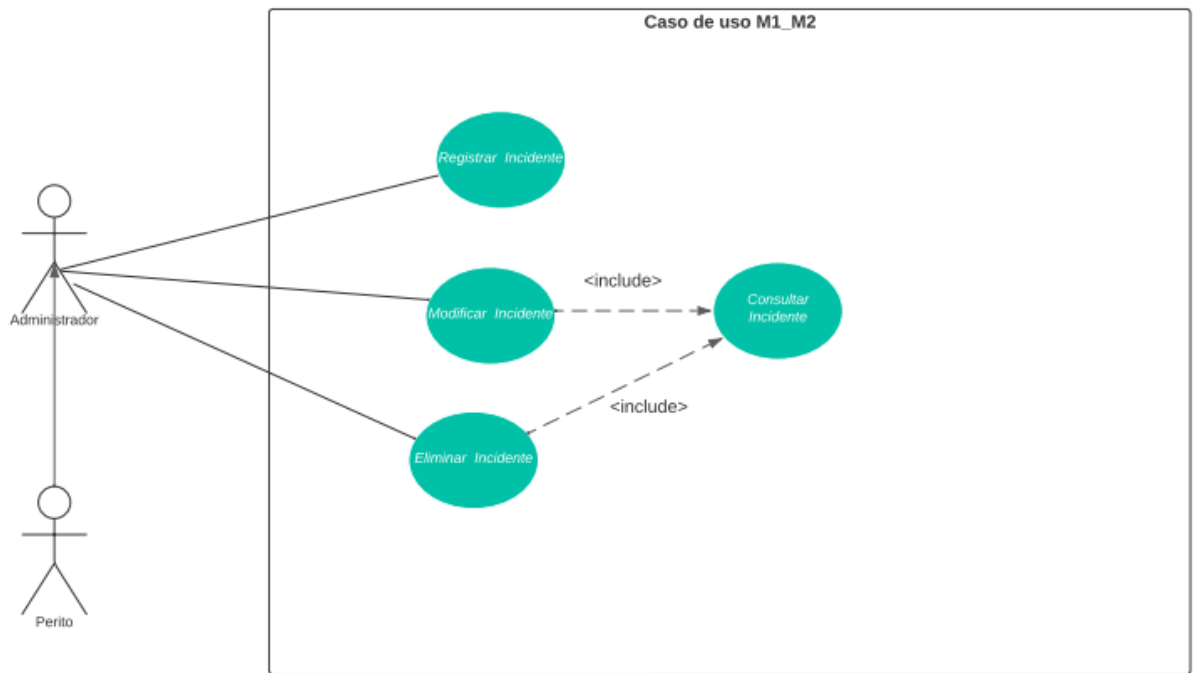 Caso de uso M1_M2
Registrar Incidente
Administrador
Modificar Incidente
<include>
Consultar
Incidente
<include>
Eliminar Incidente
Perito